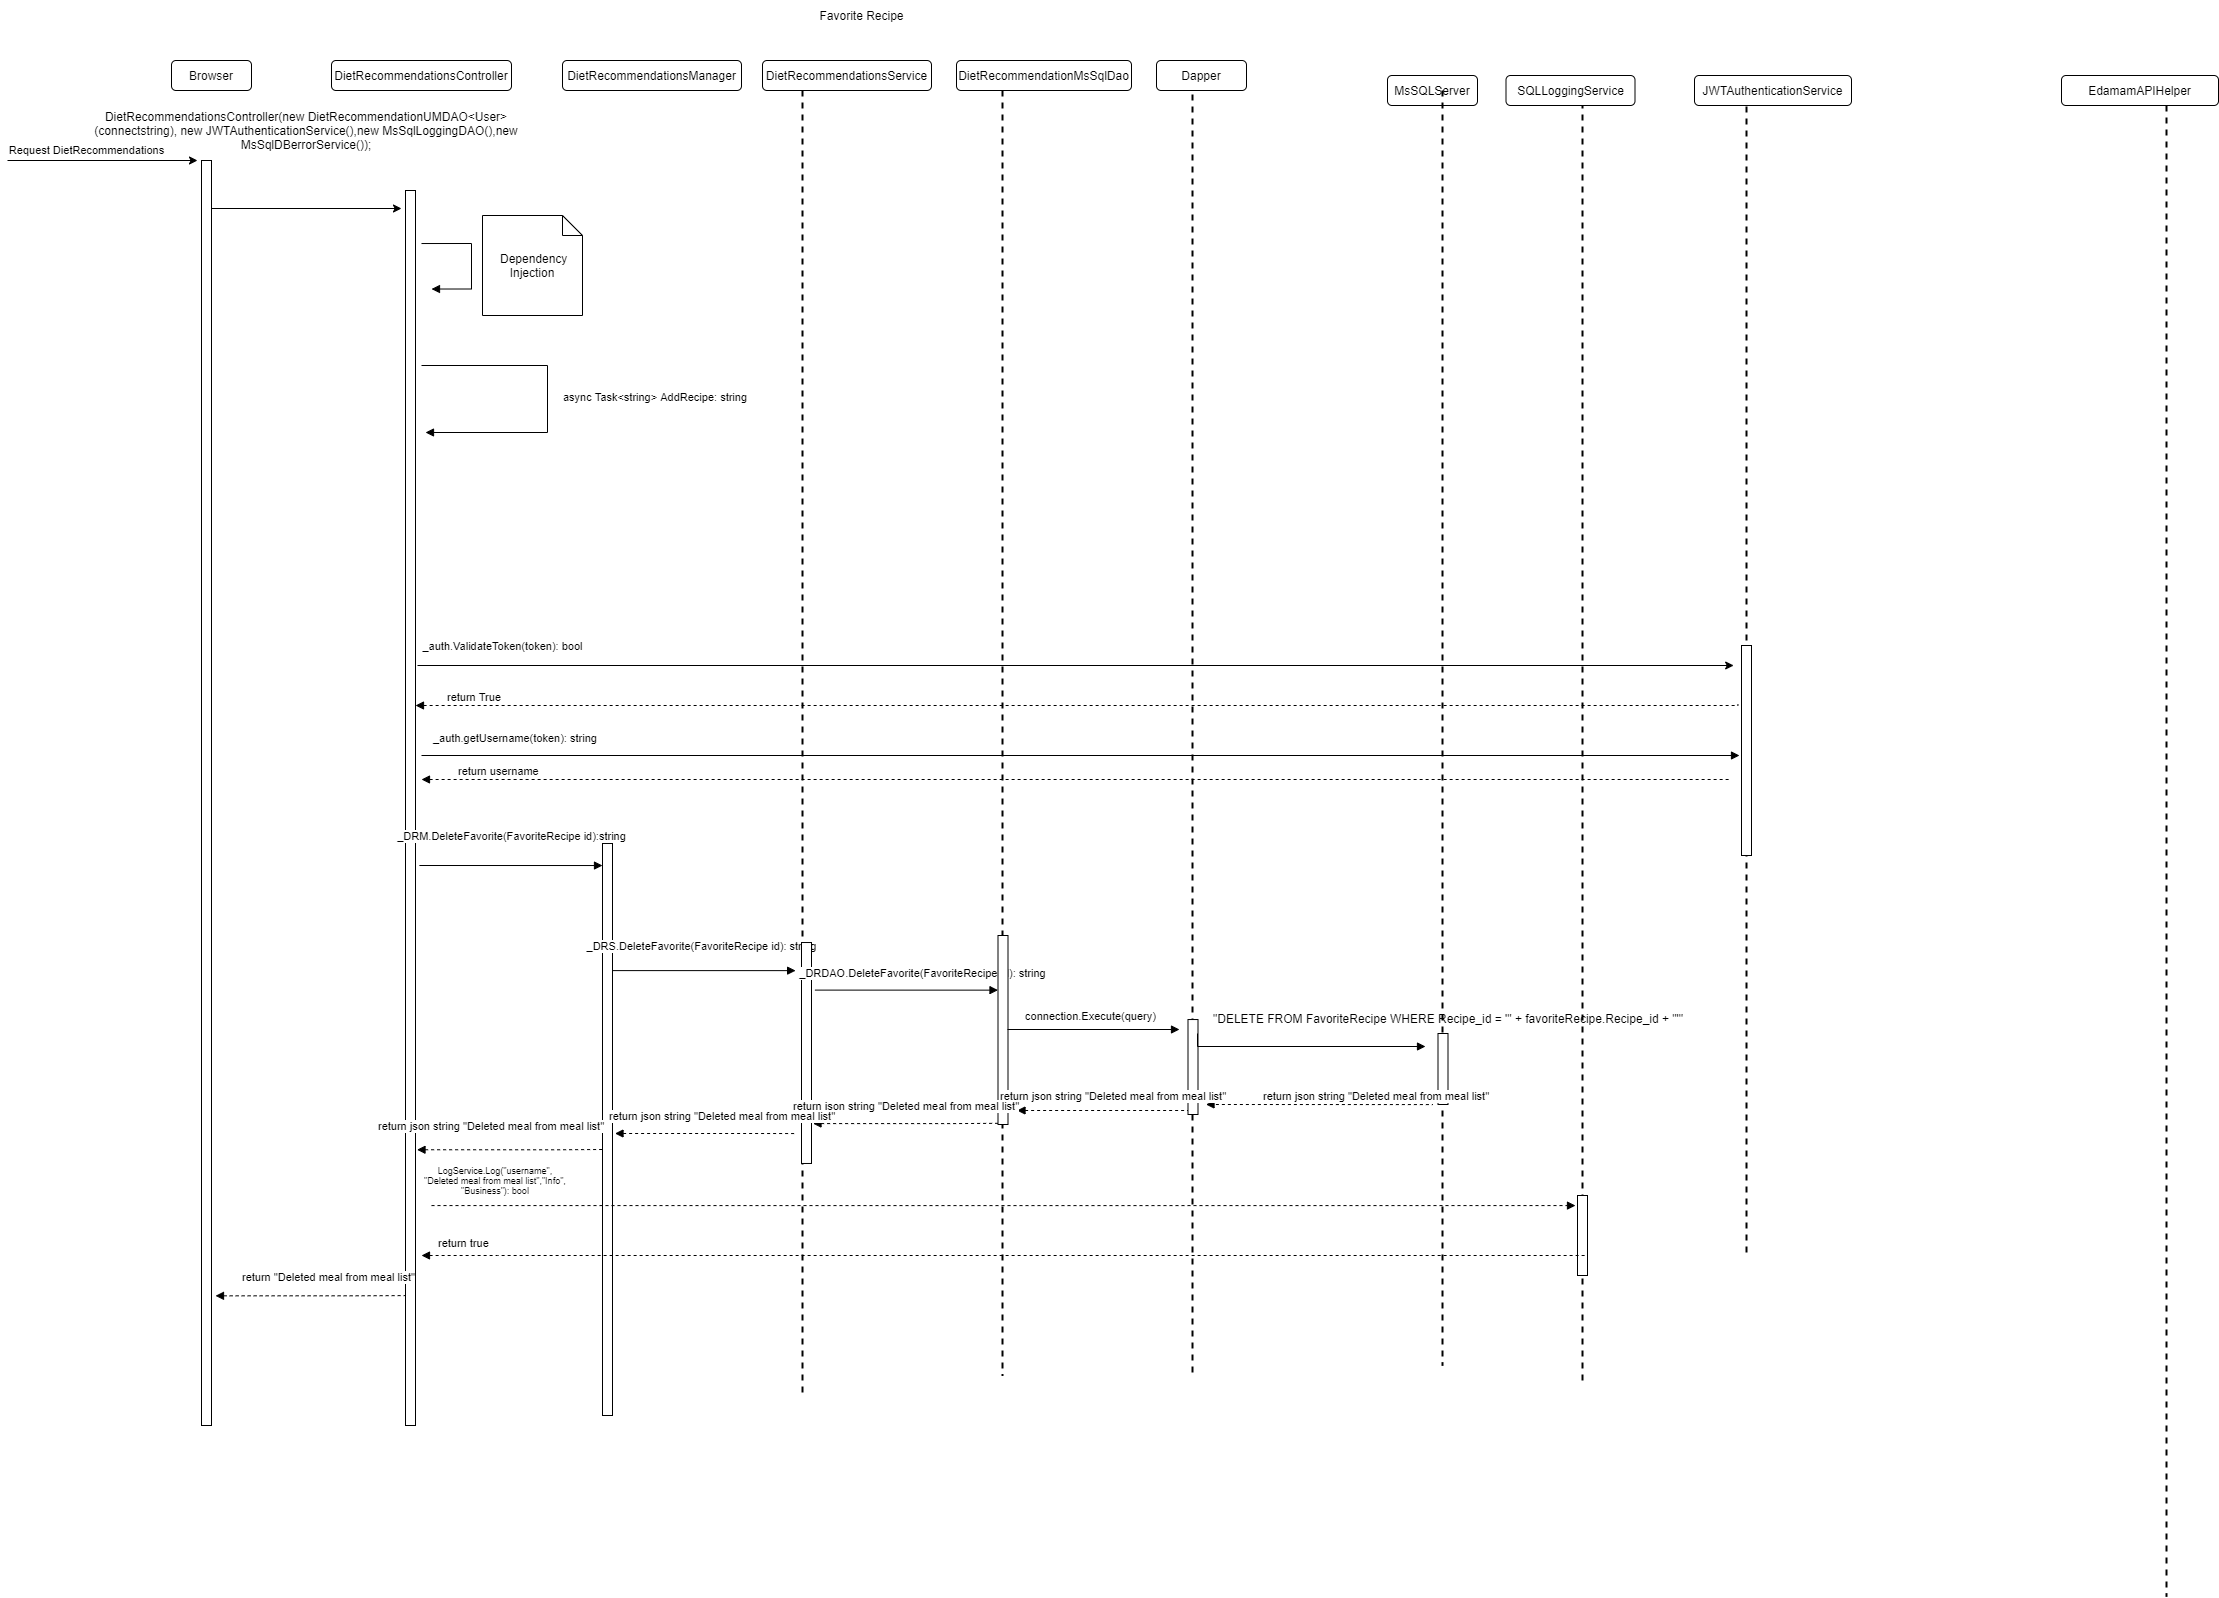 Favorite Recipe
Browser
DietRecommendationsController
DietRecommendationsManager
DietRecommendationsService
DietRecommendationMsSqlDao
Dapper
MsSQLServer
SQLLoggingService
JWTAuthenticationService
EdamamAPIHelper
DietRecommendationsController(new DietRecommendationUMDAO<User>
(connectstring), new JWTAuthenticationService(),new MsSqlLoggingDAO(),new
MsSqlDBerrorService());
Request DietRecommendations
Dependency
Injection
async Task<string> AddRecipe: string
_auth.ValidateToken(token): bool
return True
_auth.getUsername(token): string
return username
_DRM.DeleteFavorite(FavoriteRecipe id):string
_DRS.DeleteFavorite(FavoriteRecipe id): string
_DRDAO.DeleteFavorite(FavoriteRecipe ): string
connection.Execute(query)
"DELETE FROM FavoriteRecipe WHERE Recipe_id = '" + favoriteRecipe.Recipe_id + "'"
return json string "Deleted meal from meal list"
return json string "Deleted meal from meal list"
return json string "Deleted meal from meal list"
return json string "Deleted meal from meal list"
return json string "Deleted meal from meal list"
LogService.Log("username",
"Deleted meal from meal list","Info",
"Business"): bool
return true
return "Deleted meal from meal list"